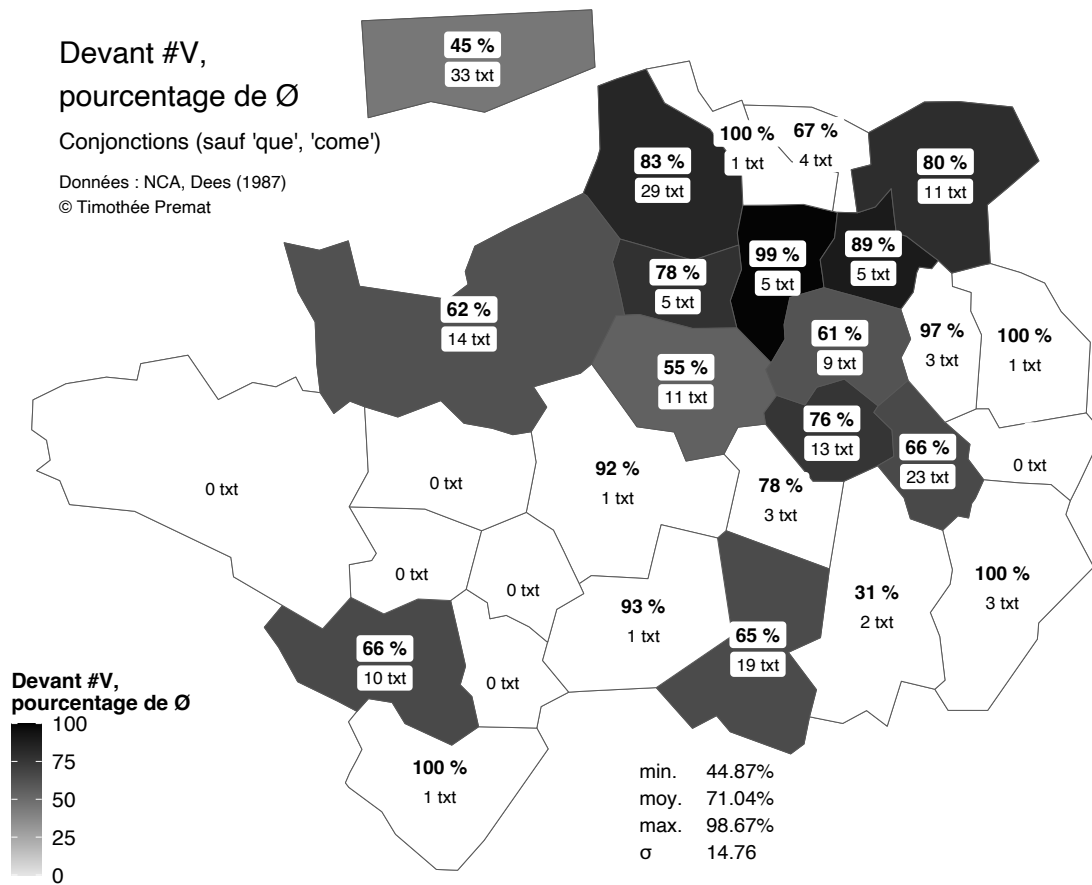 Devant #V,
pourcentage de Ø
Conjonctions (sauf 'que', 'come')
Données : NCA, Dees (1987)
© Timothée Premat
45 %
33 txt
83 %
29 txt
100 %
1 txt
67 %
4 txt
80 %
11 txt
99 %
5 txt
89 %
5 txt
78 %
5 txt
62 %
14 txt
61 %
9 txt
97 %
3 txt
100 %
1 txt
55 %
11 txt
76 %
13 txt
66 %
23 txt
0 txt
92 %
1 txt
78 %
3 txt
0 txt
0 txt
0 txt
0 txt
100 %
3 txt
31 %
2 txt
93 %
1 txt
65 %
19 txt
66 %
10 txt
0 txt
100 %
1 txt
Devant #V,
pourcentage de Ø
100
75
50
25
0
min. 44.87%
moy. 71.04%
max. 98.67%
σ 14.76